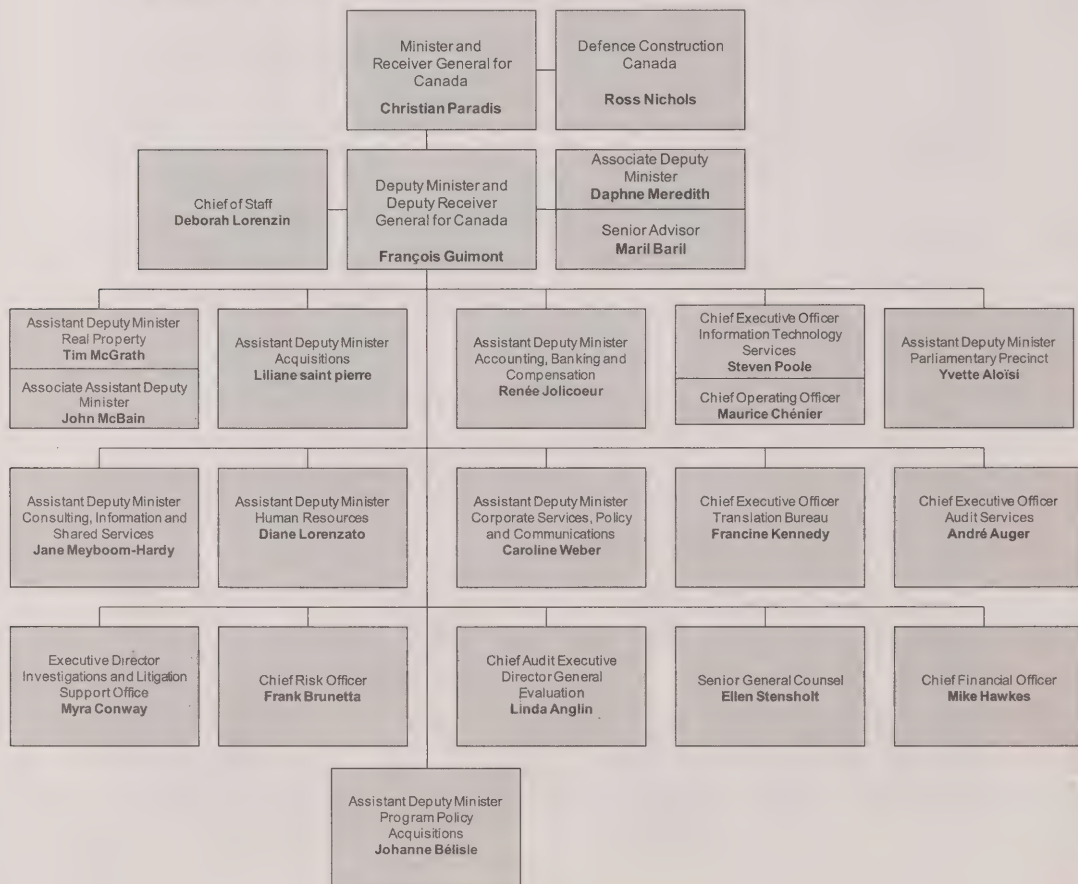 Minister and
Receiver General for
Canada
Christian Paradis
Defence Construction
Canada
Ross Nichols
Chief of Staff
Deborah Lorenzin
Deputy Minister and
Deputy Receiver
General for Canada
François Guimont
Associate Deputy
Minister
Daphne Meredith
Senior Advisor
Maril Baril
Assistant Deputy Minister
Real Property
Tim McGrath
Associate Assistant Deputy
Minister
John McBain
Assistant Deputy Minister
Acquisitions
Liliane saint pierre
Assistant Deputy Minister
Accounting, Banking and
Compensation
Renée Jolicoeur
Chief Executive Officer
Information Technology
Services
Steven Poole
Chief Operating Officer
Maurice Chénier
Assistant Deputy Minister
Parliamentary Precinct
Yvette Aloïsi
Assistant Deputy Minister
Consulting, Information and
Shared Services
Jane Meyboom-Hardy
Assistant Deputy Minister
Human Resources
Diane Lorenzato
Assistant Deputy Minister
Corporate Services, Policy
and Communications
Caroline Weber
Chief Executive Officer
Translation Bureau
Francine Kennedy
Chief Executive Officer
Audit Services
André Auger
Executive Director
Investigations and Litigation
Support Office
Myra Conway
Chief Risk Officer
Frank Brunetta
Chief Audit Executive
Director General
Evaluation
Linda Anglin
Senior General Counsel
Ellen Stensholt
Chief Financial Officer
Mike Hawkes
Assistant Deputy Minister
Program Policy
Acquisitions
Johanne Bélisle